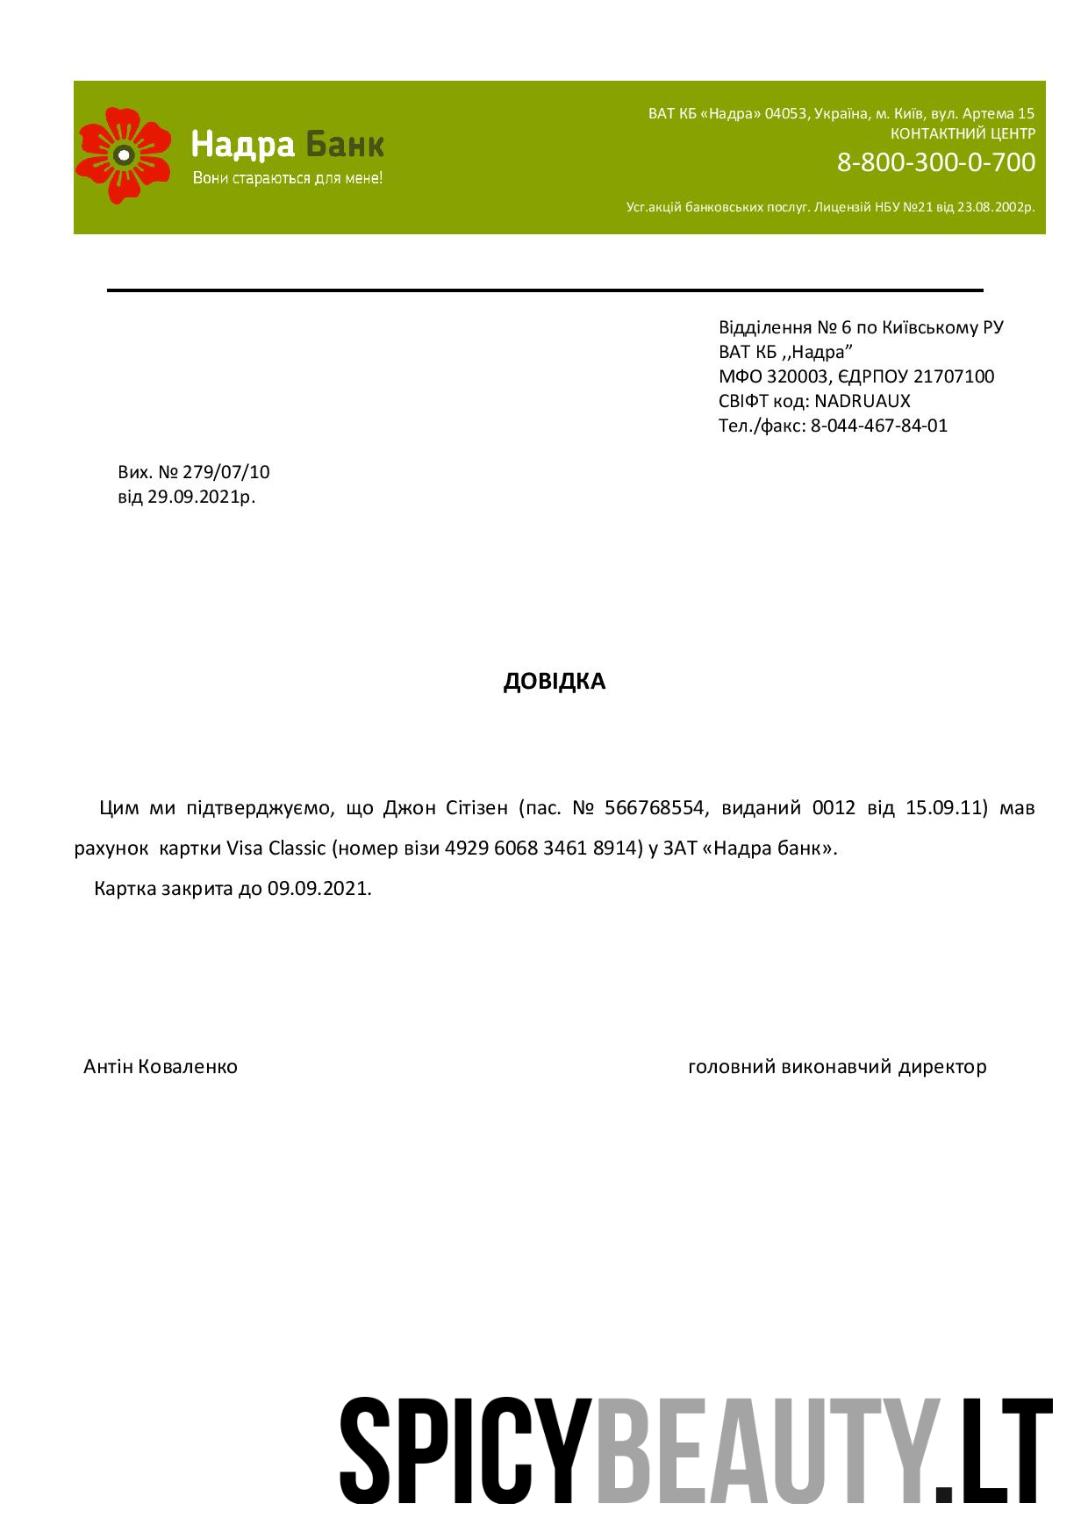 Надра Банк
Вони стараються для мене!
ВАТ КБ «Надра» 04053, Україна, м. Київ, вул. Артема 15
КОНТАКТНИЙ ЦЕНТР
8-800-300-0-700
Усг.акцій банковських послуг. Лицензій НБУ №21 від 23.08.2002р.
Відділення № 6 по Київському РУ
ВАТ КБ ,,Надра”
МФО 320003, ЄДРПОУ 21707100
СВІФТ код: NADRUAUX
Тел./факс: 8-044-467-84-01
Вих. № 279/07/10
від 29.09.2021р.
ДОВІДКА
Цим ми підтверджуємо, що Джон Сітізен (пас. № 566768554, виданий 0012 від 15.09.11) мав
рахунок картки Visa Classic (номер візи 4929 6068 3461 8914) у ЗАТ «Надра банк».
Картка закрита до 09.09.2021.
Антін Коваленко головний виконавчий директор
SPICYBEAUTY.LT